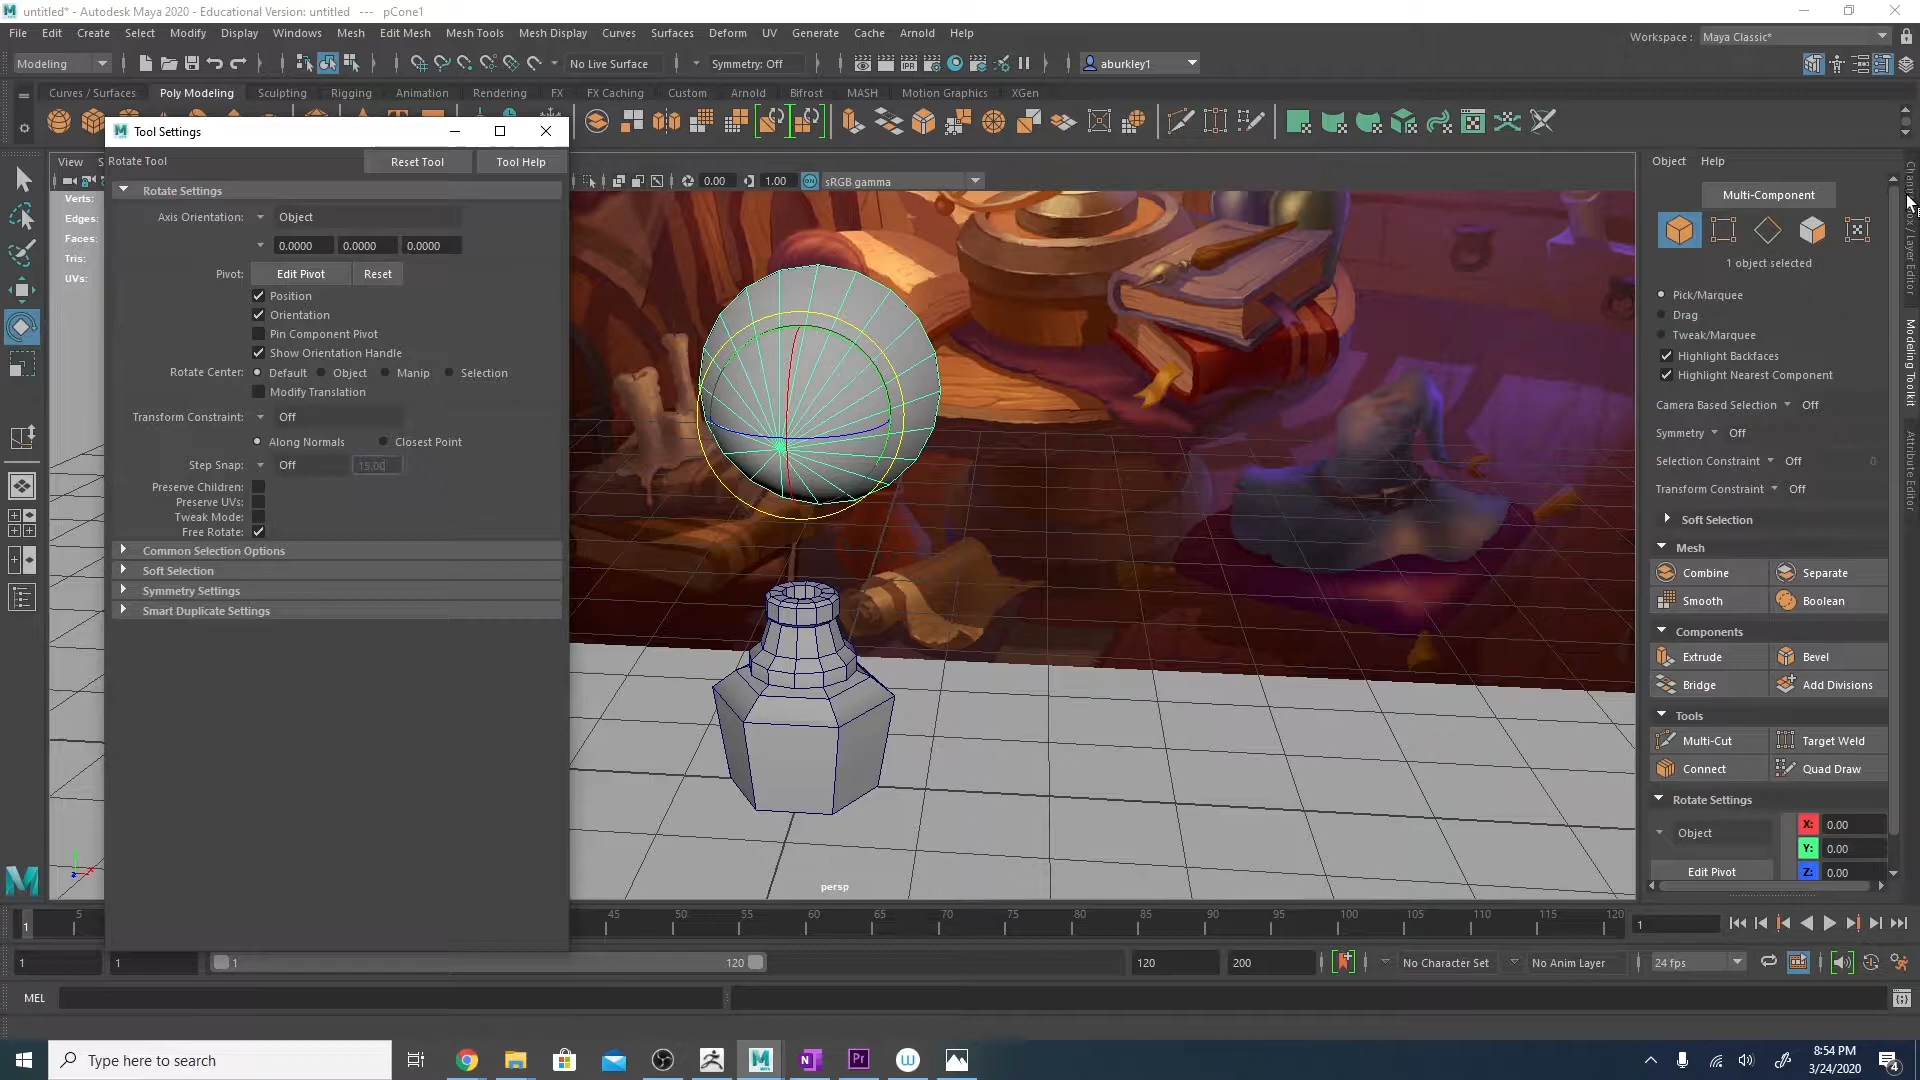 untitled* - Autodesk Maya 2020 - Educational Version: untitled --- pCone1
File Edit Create Select Modify Display Windows Mesh Edit Mesh Mesh Tools Mesh Display Curves Surfaces Deform UV Generate Cache Arnold Help
Workspace : Maya Classic*
Modeling No Live Surface Symmetry: Off aburkley1
Curves / Surfaces Poly Modeling Sculpting Rigging Animation Rendering FX FX Caching Custom Arnold Bifrost MASH Motion Graphics XGen
Tool Settings
View
Rotate Tool Reset Tool Tool Help
0.00 1.00 sRGB gamma
Verts:
Edges:
Faces:
Tris:
UVs:
Rotate Settings
Axis Orientation: Object
0.0000 0.0000 0.0000
Pivot: Edit Pivot Reset
Position
Orientation
Pin Component Pivot
Show Orientation Handle
Rotate Center: Default Object Manip Selection
Modify Translation
Transform Constraint: Off
Along Normals Closest Point
Step Snap: Off 15.00
Preserve Children:
Preserve UVs:
Tweak Mode:
Free Rotate:
Common Selection Options
Soft Selection
Symmetry Settings
Smart Duplicate Settings
persp
Object Help
Multi-Component
1 object selected
Pick/Marquee
Drag
Tweak/Marquee
Highlight Backfaces
Highlight Nearest Component
Camera Based Selection Off
Symmetry Off
Selection Constraint Off 0
Transform Constraint Off
Soft Selection
Mesh
Combine Separate
Smooth Boolean
Components
Extrude Bevel
Bridge Add Divisions
Tools
Multi-Cut Target Weld
Connect Quad Draw
Rotate Settings
Object X: 0.00
Y: 0.00
Edit Pivot Z: 0.00
Modeling Toolkit
Attribute Editor
1 5 45 50 55 60 65 70 75 80 85 90 95 100 105 110 115 120 1
1 1 1 120 120 200 No Character Set No Anim Layer 24 fps
MEL
Type here to search
8:54 PM
3/24/2020
4